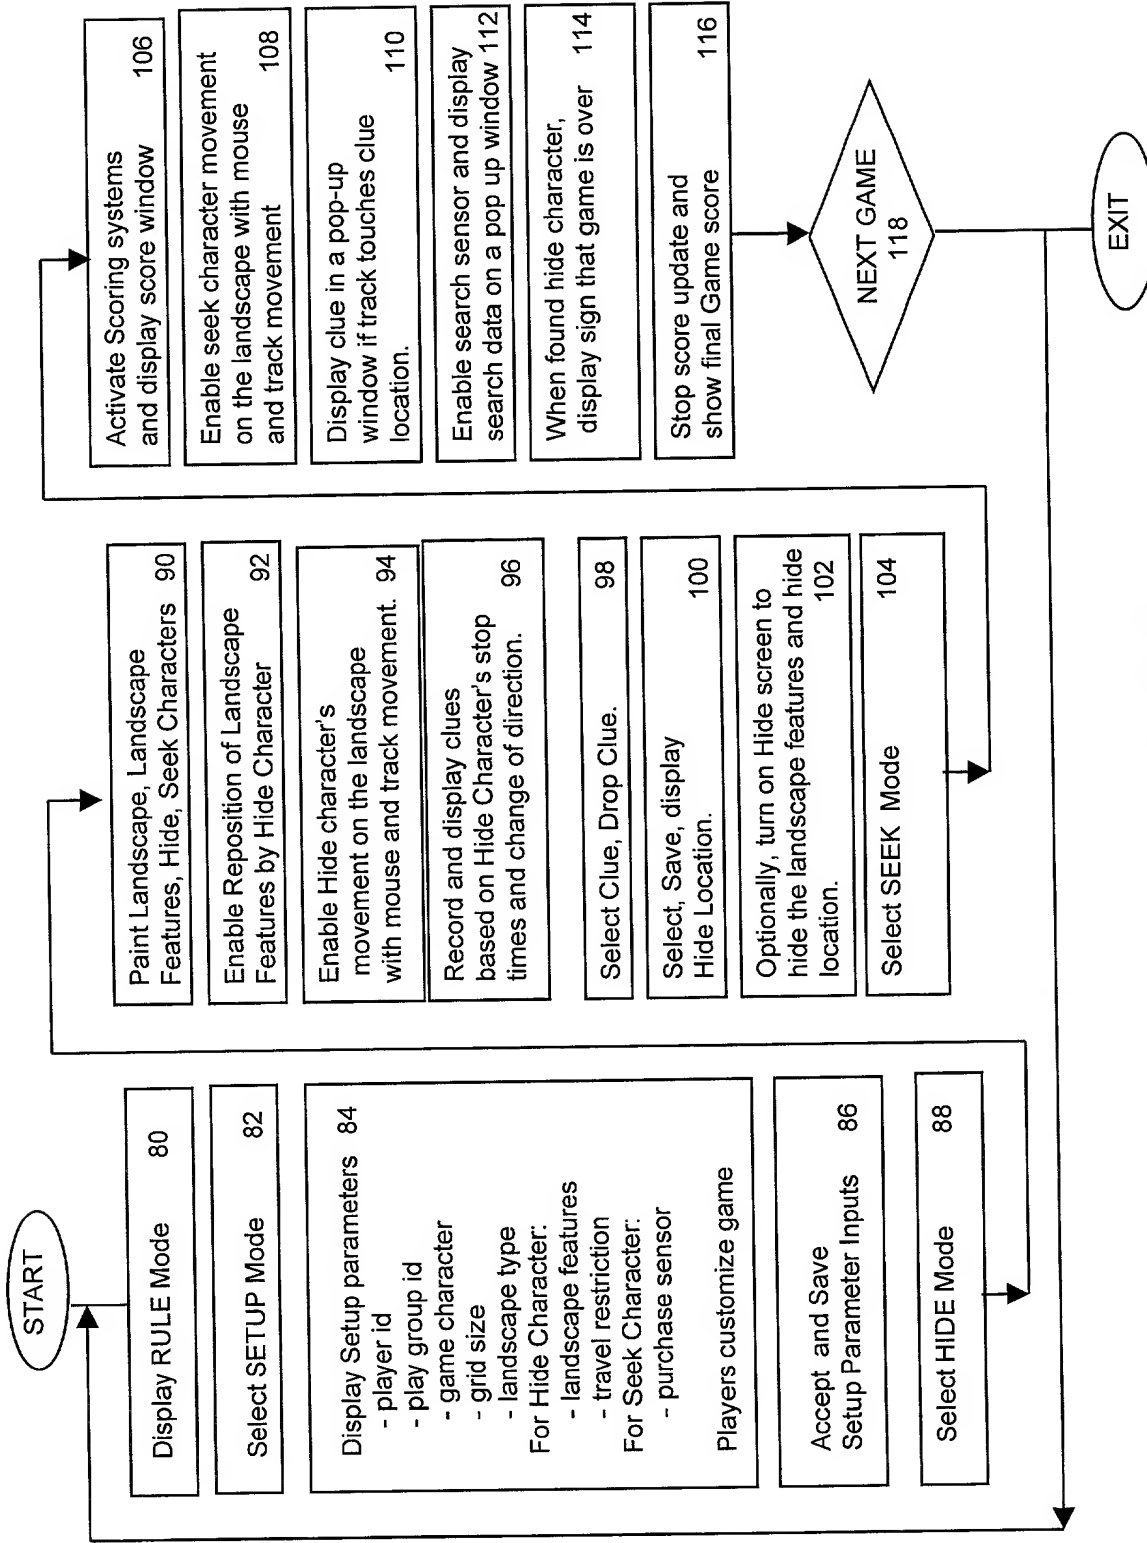 START
Display RULE Mode 80
Select SETUP Mode 82
Display Setup parameters 84
- player id
- play group id
- game character
- grid size
- landscape type
For Hide Character:
- landscape features
- travel restriction
For Seek Character:
- purchase sensor
Players customize game
Accept and Save
Setup Parameter Inputs 86
Select HIDE Mode 88
Paint Landscape, Landscape
Features, Hide, Seek Characters 90
Enable Reposition of Landscape
Features by Hide Character 92
Enable Hide character's
movement on the landscape
with mouse and track movement. 94
Record and display clues
based on Hide Character's stop
times and change of direction. 96
Select Clue, Drop Clue. 98
Select, Save, display
Hide Location. 100
Optionally, turn on Hide screen to
hide the landscape features and hide
location. 102
Select SEEK Mode 104
Activate Scoring systems
and display score window 106
Enable seek character movement
on the landscape with mouse
and track movement 108
Display clue in a pop-up
window if track touches clue
location. 110
Enable search sensor and display
search data on a pop up window 112
When found hide character,
display sign that game is over 114
Stop score update and
show final Game score 116
NEXT GAME
118
EXIT